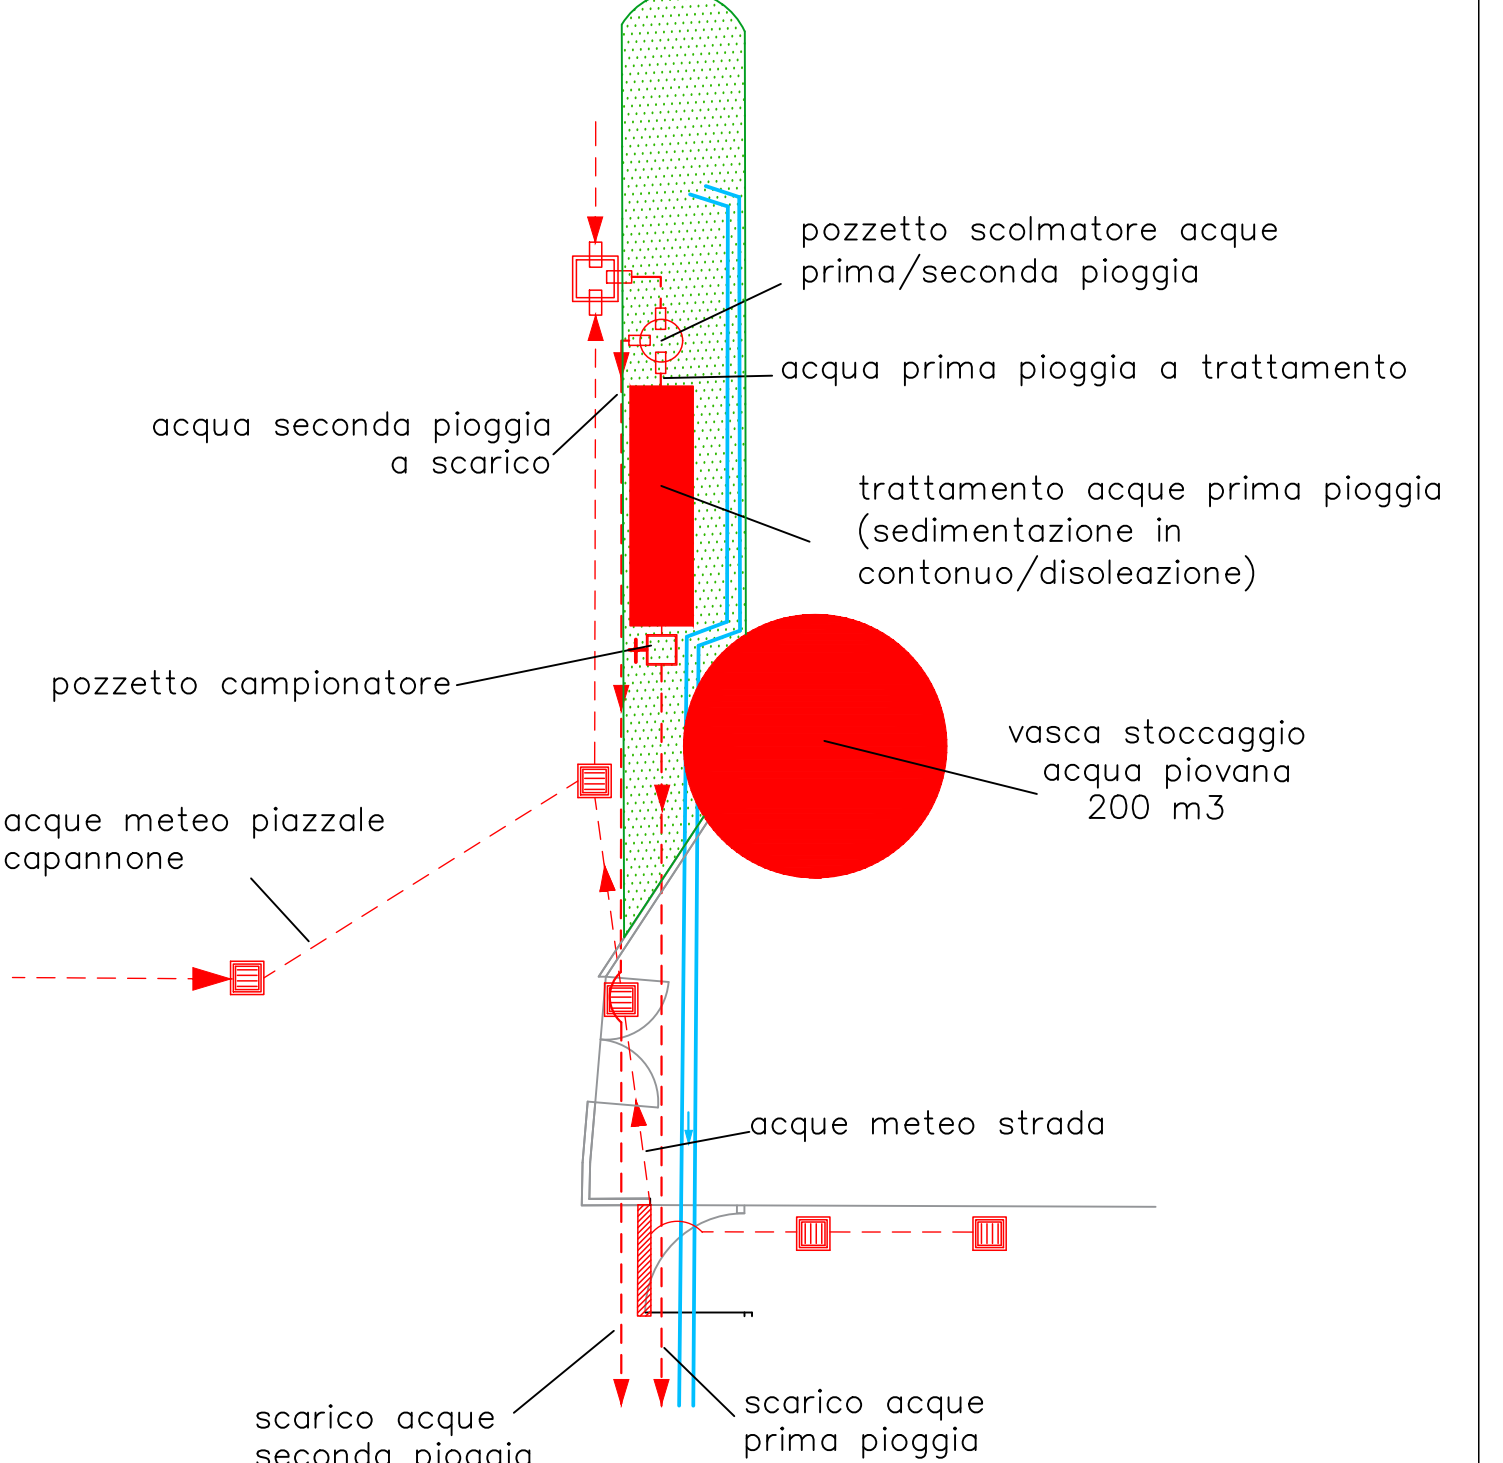 pozzetto scolmatore acque
prima/seconda pioggia
acqua prima pioggia a trattamento
acqua seconda pioggia
a scarico
trattamento acque prima pioggia
(sedimentazione in
contonuo/disoleazione)
pozzetto campionatore
vasca stoccaggio
acqua piovana
200 m3
acque meteo piazzale
capannone
acque meteo strada
scarico acque
seconda pioggia
scarico acque
prima pioggia